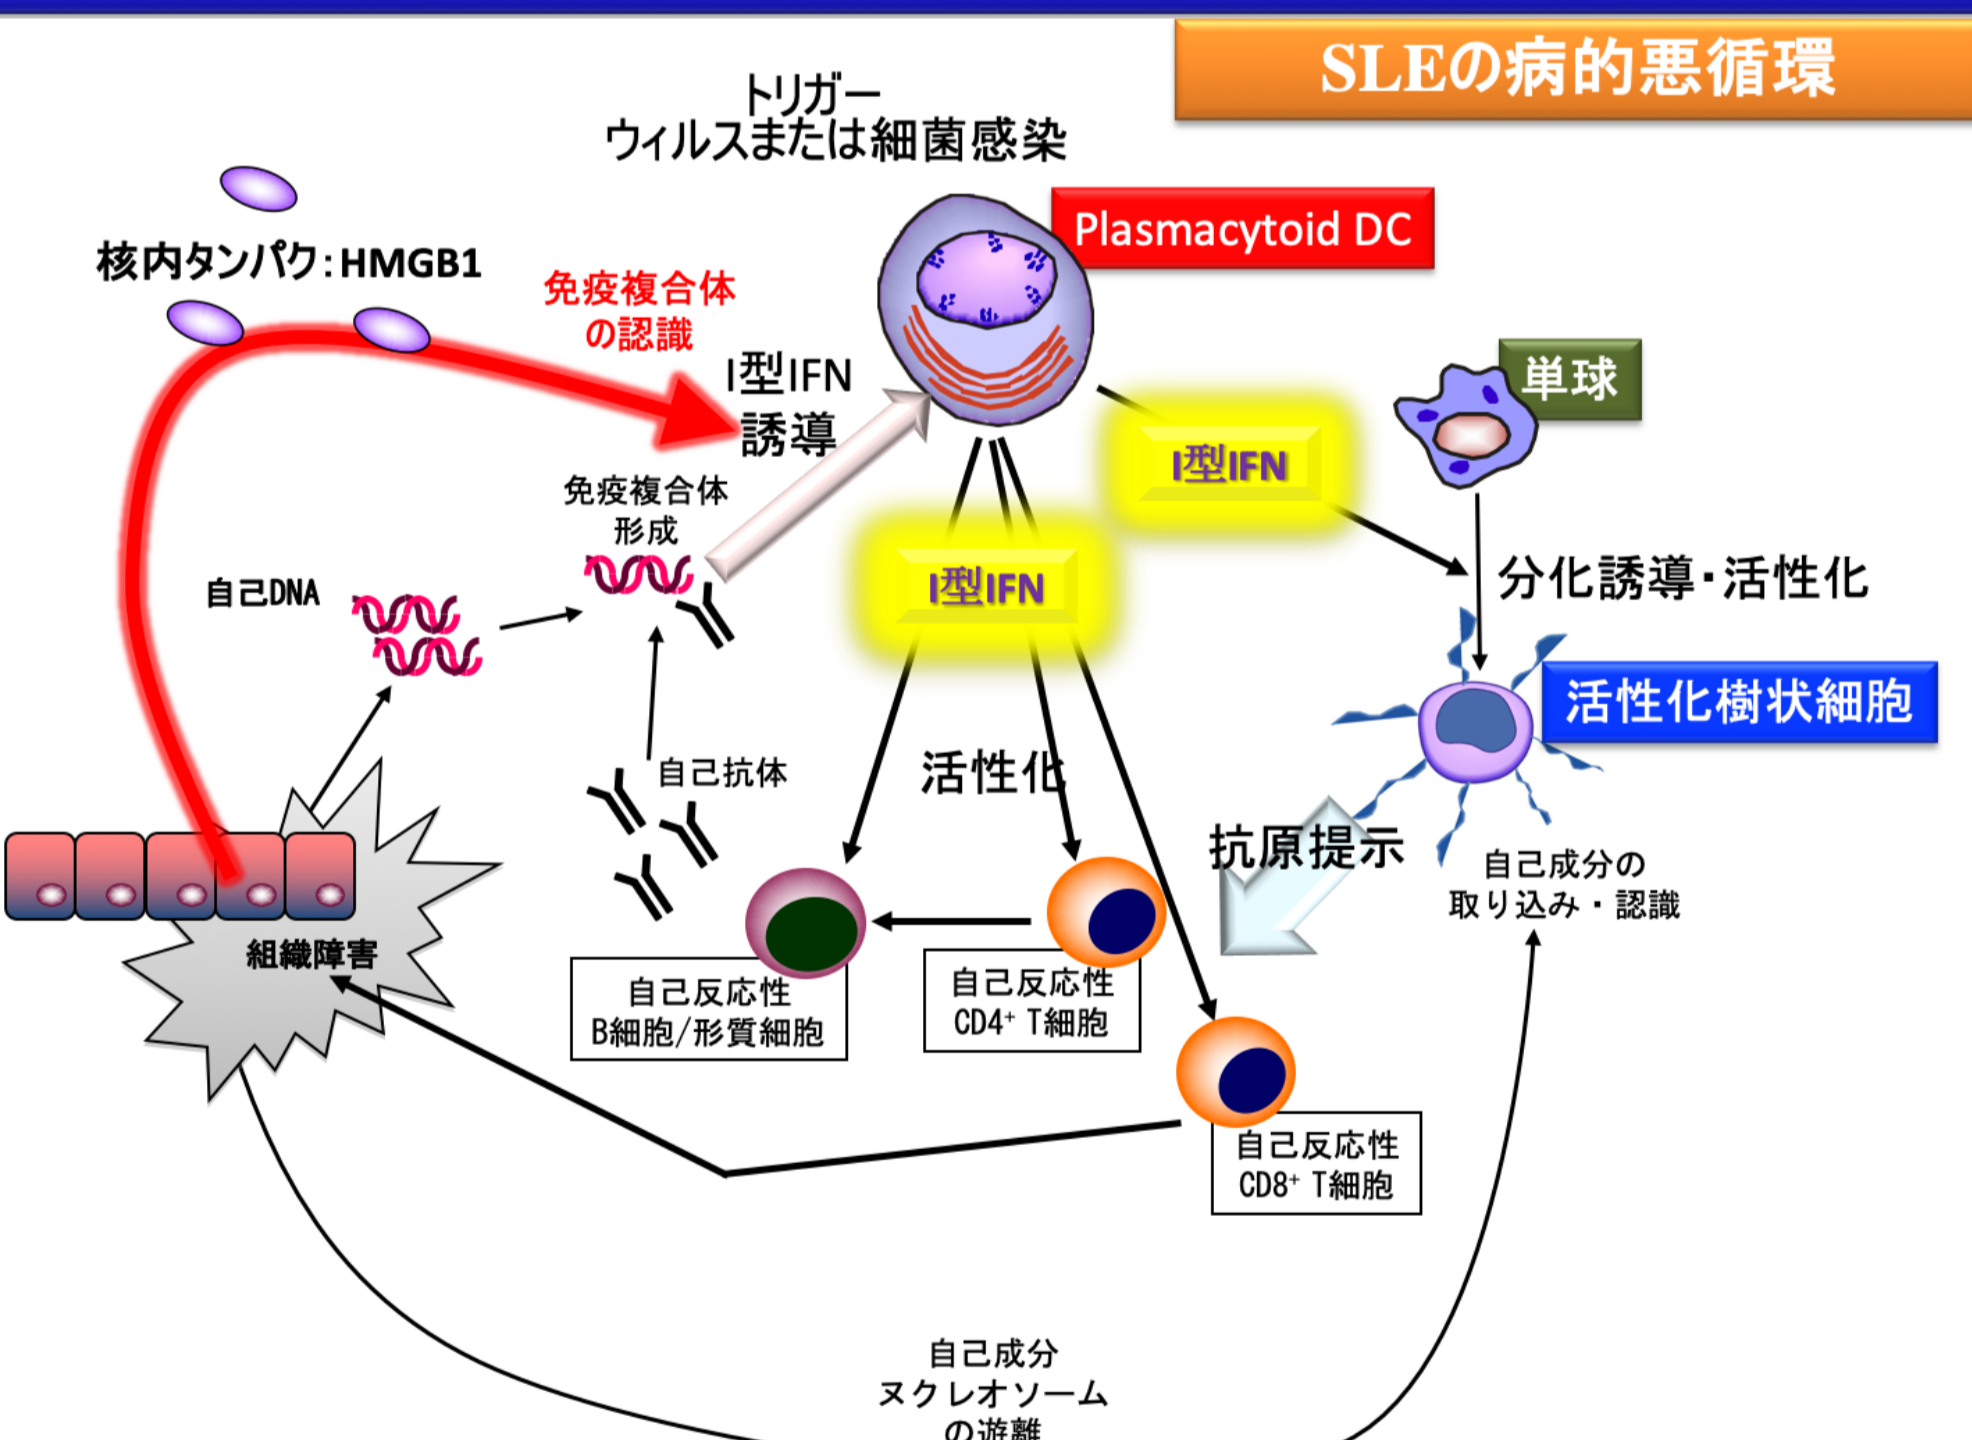 SLEの病的悪循環
トリガー
ウィルスまたは細菌感染
Plasmacytoid DC
核内タンパク:HMGB1
免疫複合体
の認識
I型IFN
誘導
単球
I型IFN
免疫複合体
形成
I型IFN
分化誘導・活性化
自己DNA
活性化樹状細胞
自己抗体
活性化
抗原提示
自己成分の
取り込み・認識
組織障害
自己反応性
B細胞/形質細胞
自己反応性
CD4⁺ T細胞
自己反応性
CD8⁺ T細胞
自己成分
ヌクレオソーム
の遊離